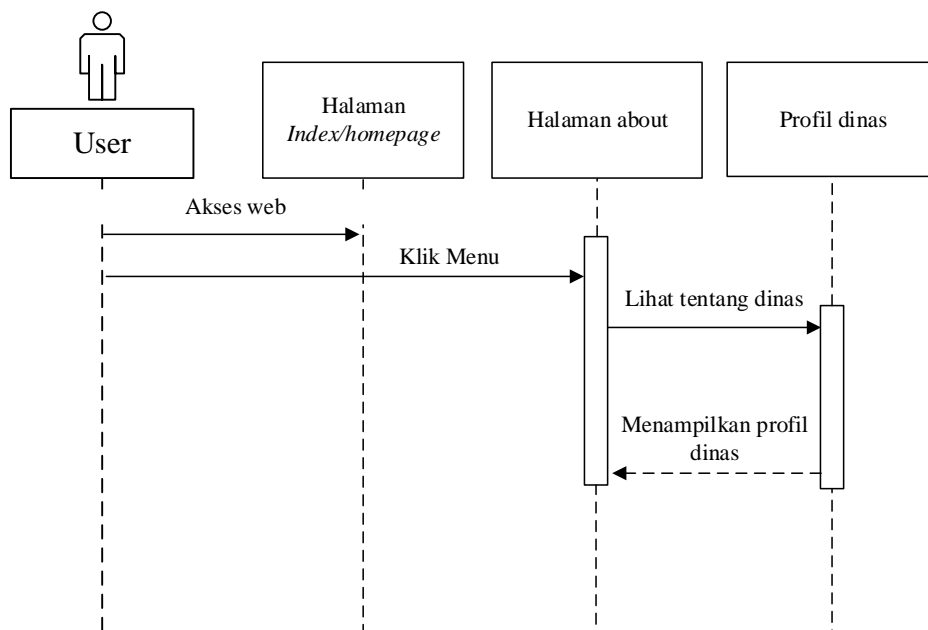 User
Halaman
Index/homepage
Halaman about
Profil dinas
Akses web
Klik Menu
Lihat tentang dinas
Menampilkan profil
dinas